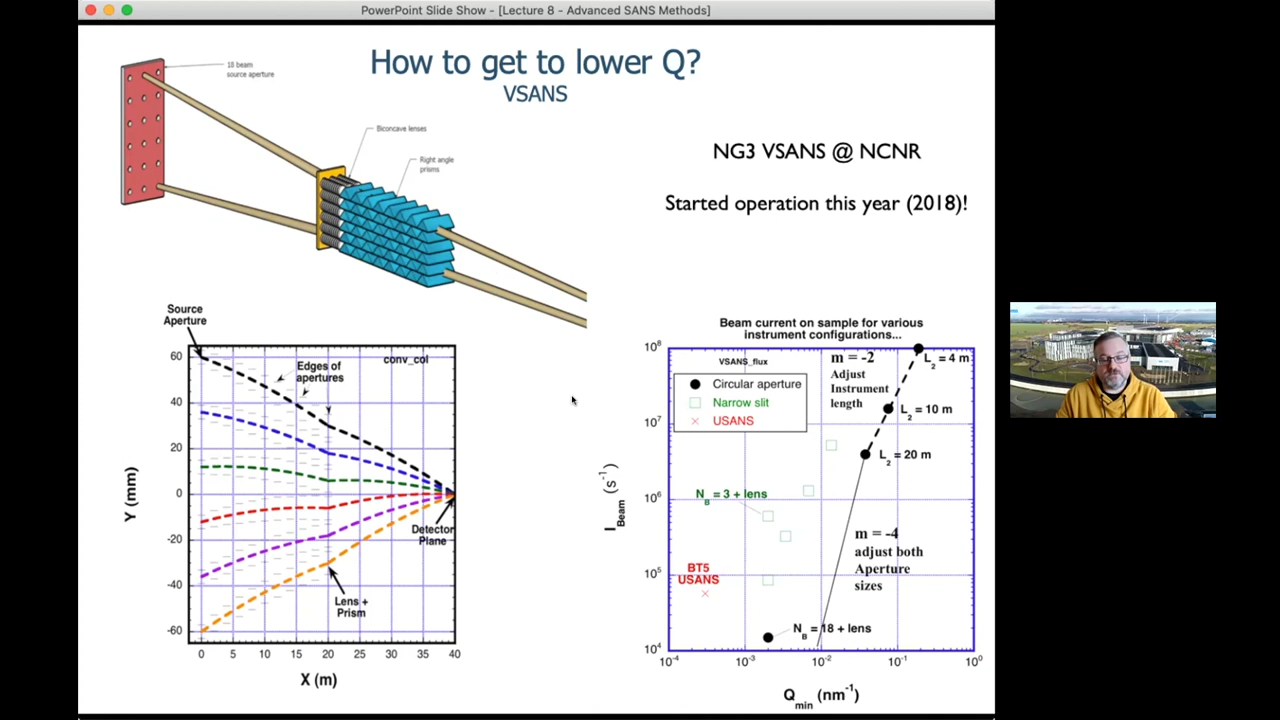 PowerPoint Slide Show - [Lecture 8 - Advanced SANS Methods]
How to get to lower Q?
VSANS
18 beam
source aperture
Biconcave lenses
Right angle
prisms
NG3 VSANS @ NCNR
Started operation this year (2018)!
Source
Aperture
conv_col
Edges of
apertures
Detector
Plane
Lens +
Prism
Y (mm)
60
40
20
0
-20
-40
-60
0 5 10 15 20 25 30 35 40
X (m)
Beam current on sample for various
instrument configurations...
VSANS_flux
Circular aperture
Narrow slit
USANS
m = -2
Adjust
Instrument
length
L2 = 4 m
L2 = 10 m
L2 = 20 m
NB = 3 + lens
m = -4
adjust both
Aperture
sizes
BT5
USANS
NB = 18 + lens
IBeam (s-1)
10^8
10^7
10^6
10^5
10^4
10^-4 10^-3 10^-2 10^-1 10^0
Qmin (nm-1)